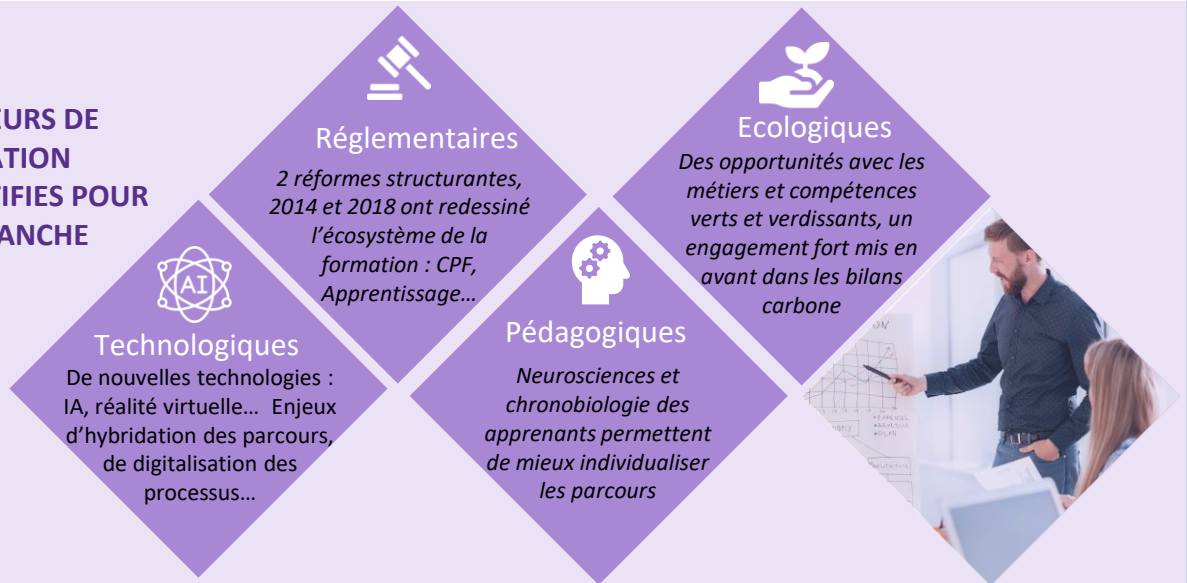 EURS DE
ATION
TIFIES POUR
ANCHE
Réglementaires
2 réformes structurantes,
2014 et 2018 ont redessiné
l’écosystème de la
formation : CPF,
Apprentissage…
Ecologiques
Des opportunités avec les
métiers et compétences
verts et verdissants, un
engagement fort mis en
avant dans les bilans
carbone
AI
Technologiques
De nouvelles technologies :
IA, réalité virtuelle… Enjeux
d’hybridation des parcours,
de digitalisation des
processus…
Pédagogiques
Neurosciences et
chronobiologie des
apprenants permettent
de mieux individualiser
les parcours